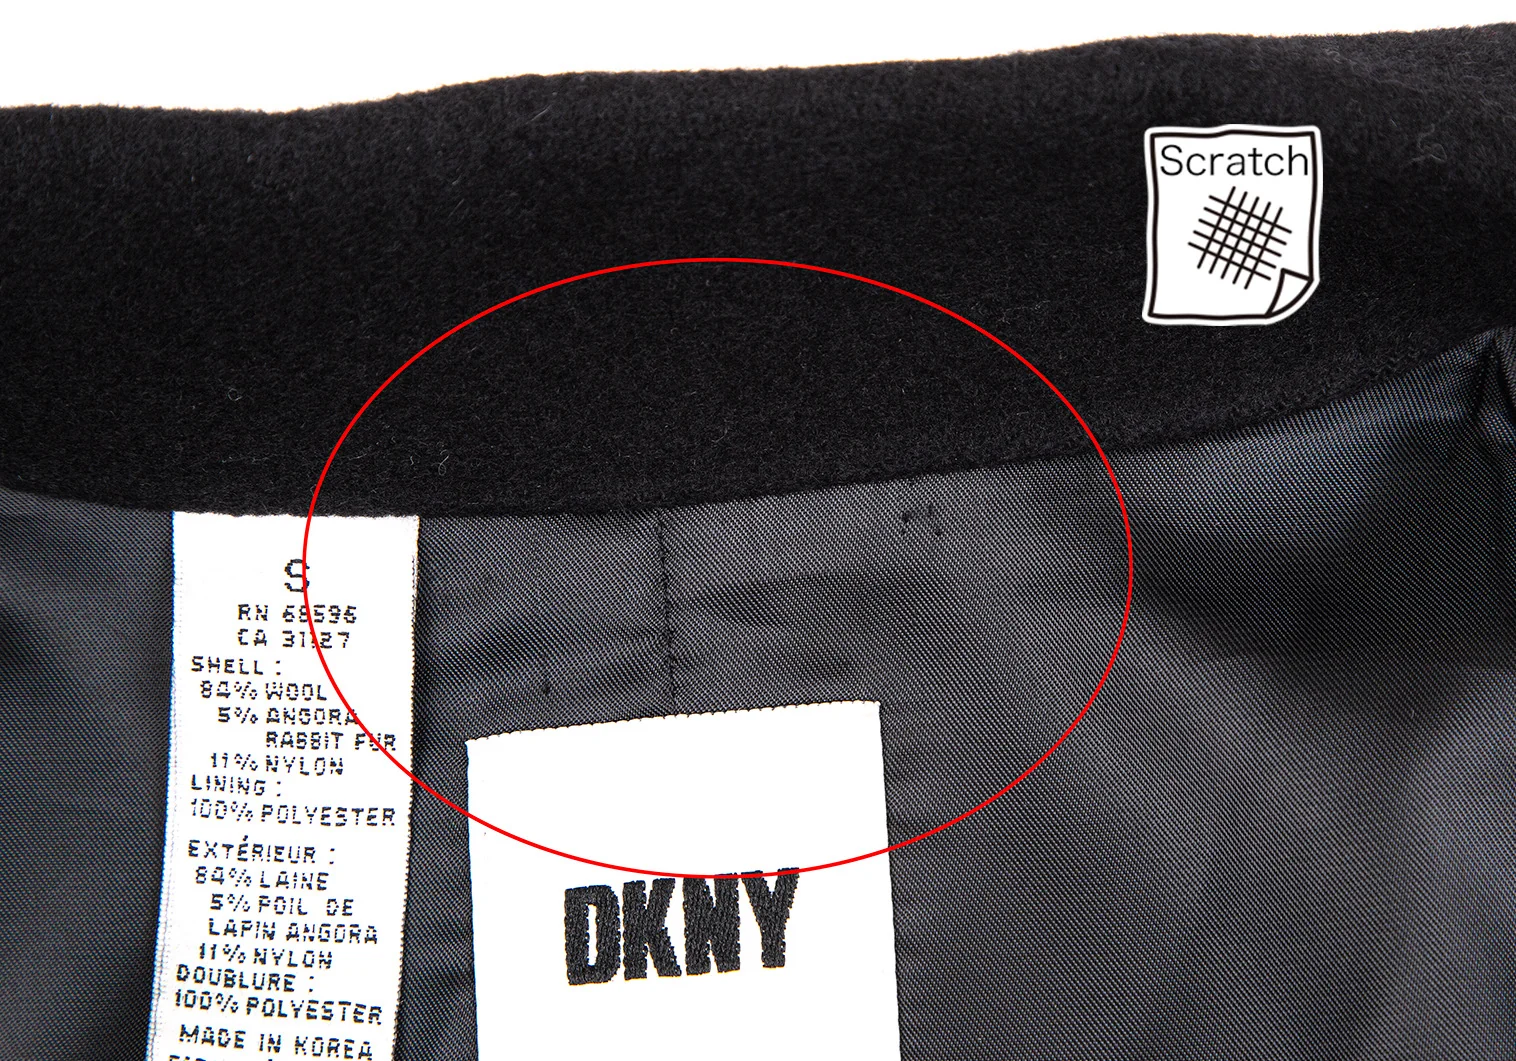 Scratch
S
RN 68596
CA 31127
SHELL :
84% WOOL
5% ANGORA
RABBIT FUR
11% NYLON
LINING :
100% POLYESTER
EXTÉRIEUR :
84% LAINE
5% POIL DE
LAPIN ANGORA
11% NYLON
DOUBLURE :
100% POLYESTER
MADE IN KOREA
DKNY